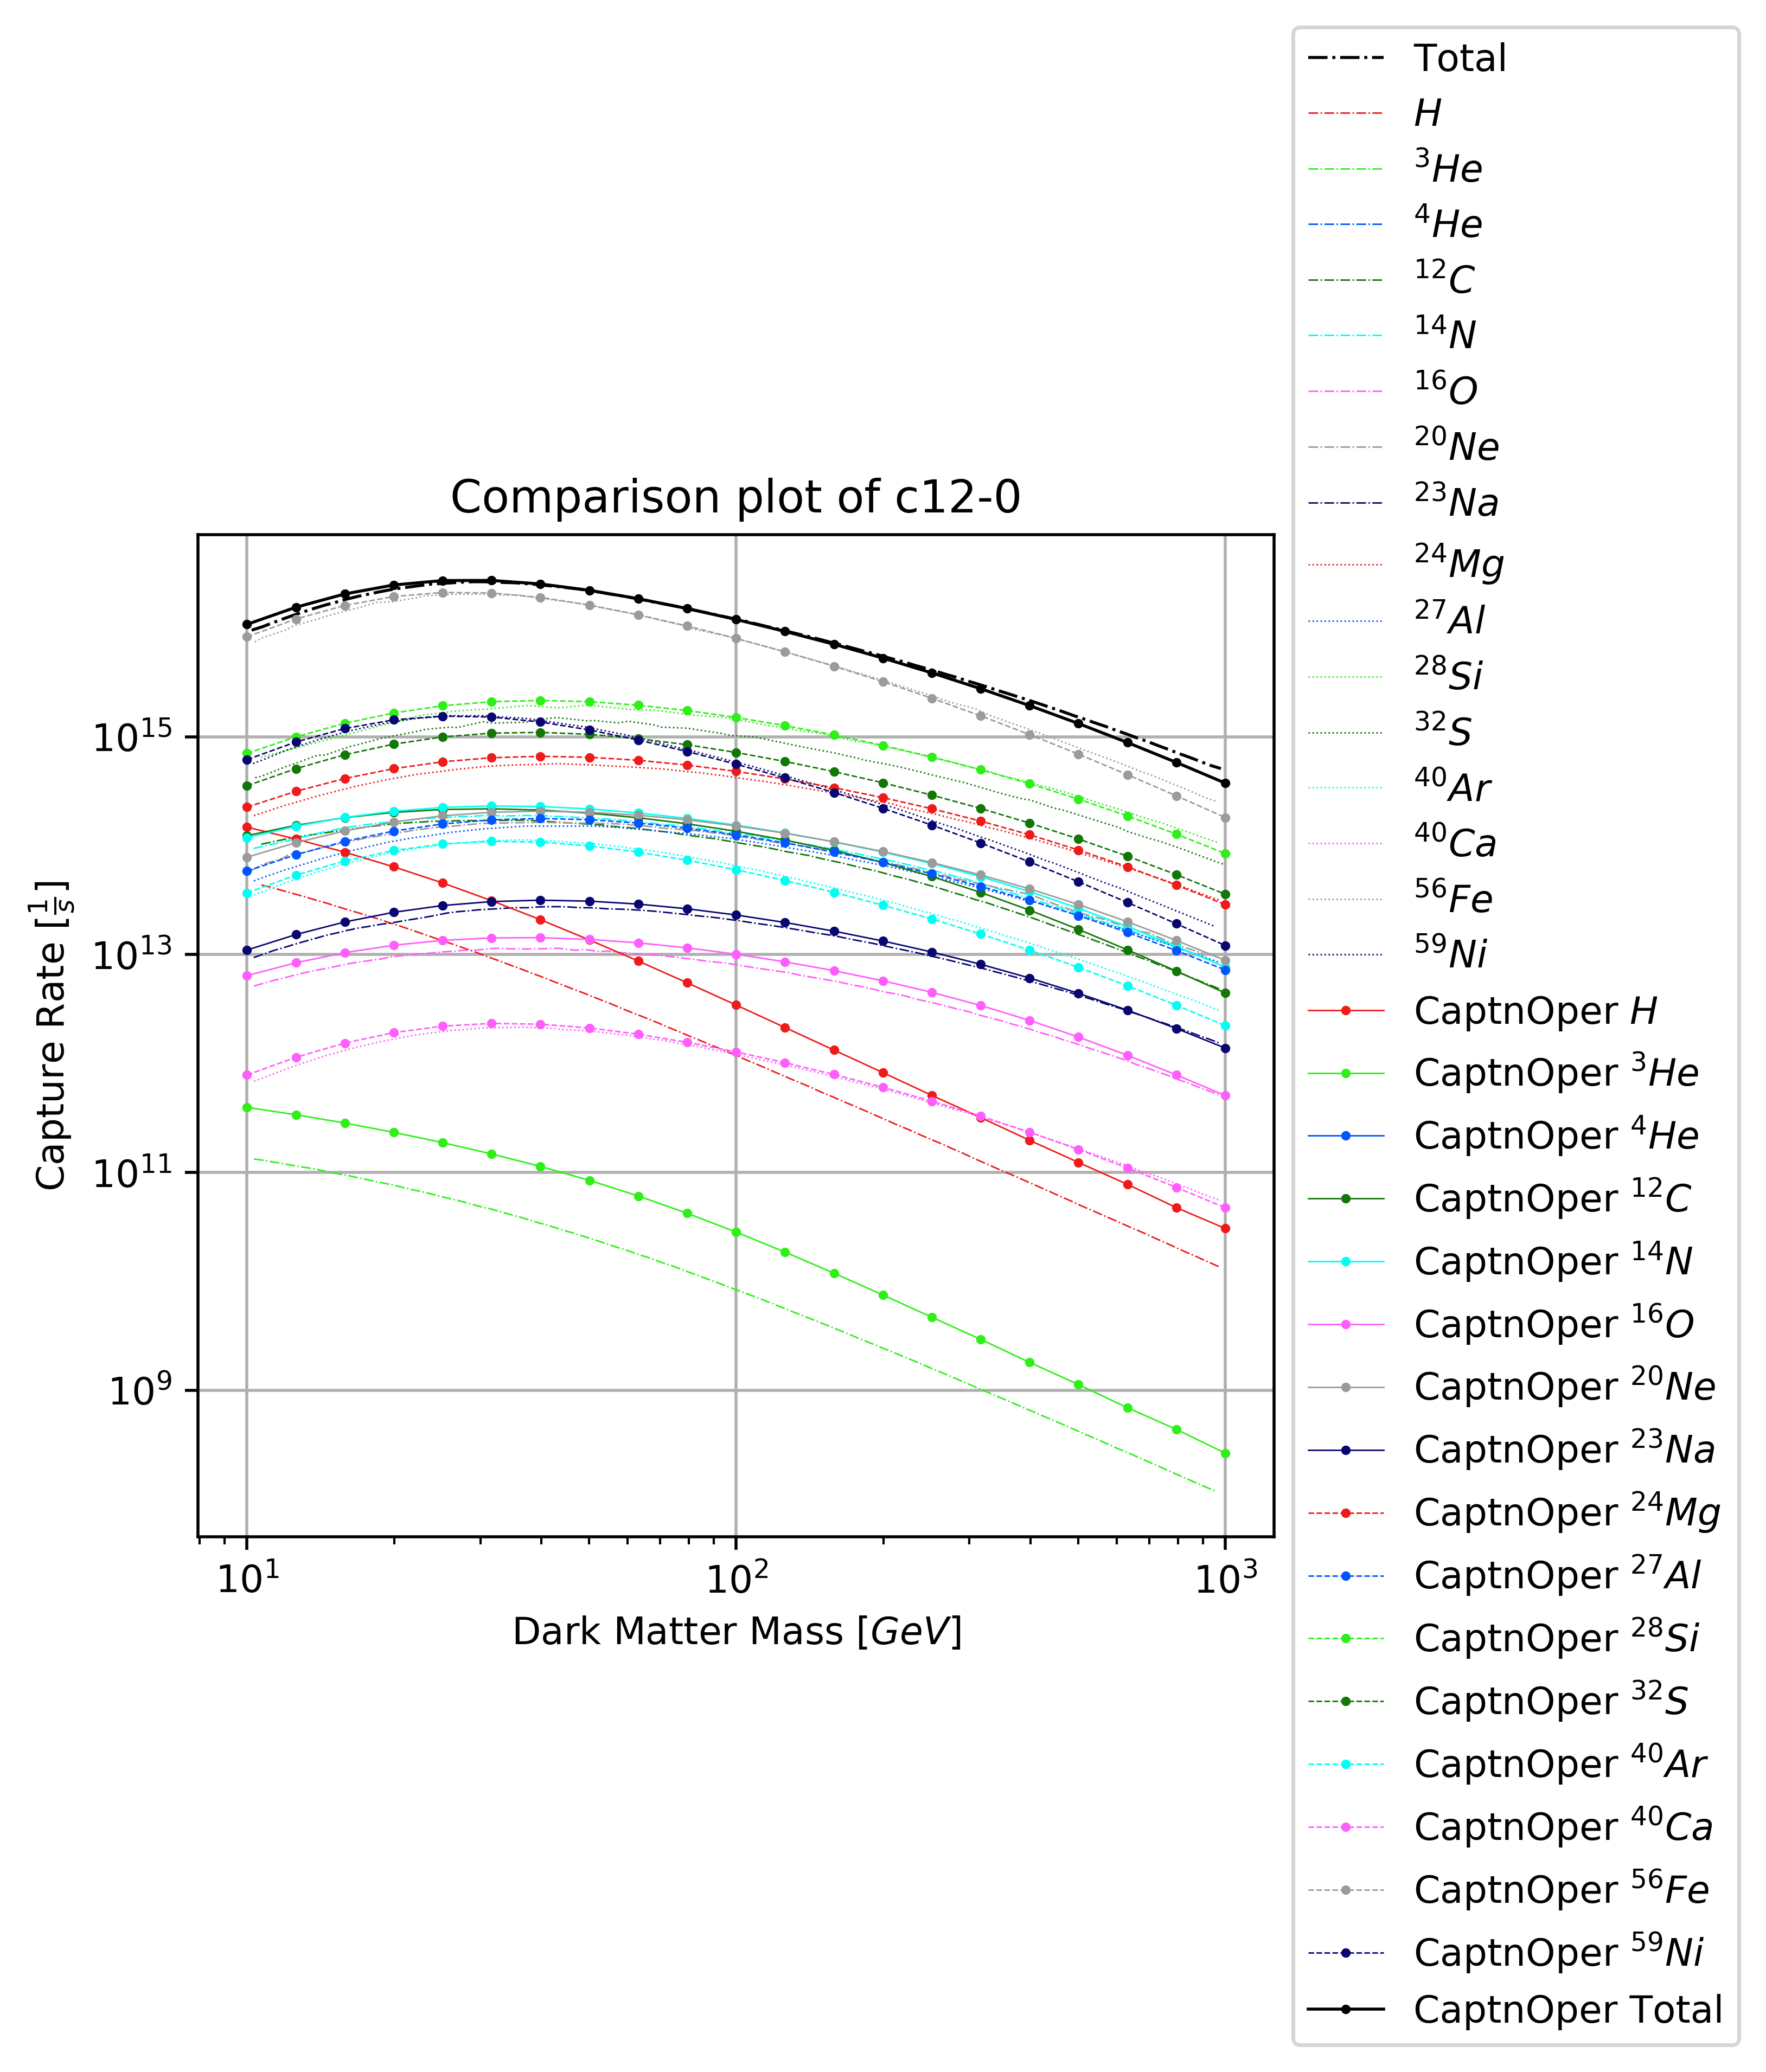 Comparison plot of c12-0
Capture Rate [1/s]
10^15
10^13
10^11
10^9
10^1 10^2 10^3
Dark Matter Mass [GeV]
Total
H
^3He
^4He
^12C
^14N
^16O
^20Ne
^23Na
^24Mg
^27Al
^28Si
^32S
^40Ar
^40Ca
^56Fe
^59Ni
CaptnOper H
CaptnOper ^3He
CaptnOper ^4He
CaptnOper ^12C
CaptnOper ^14N
CaptnOper ^16O
CaptnOper ^20Ne
CaptnOper ^23Na
CaptnOper ^24Mg
CaptnOper ^27Al
CaptnOper ^28Si
CaptnOper ^32S
CaptnOper ^40Ar
CaptnOper ^40Ca
CaptnOper ^56Fe
CaptnOper ^59Ni
CaptnOper Total